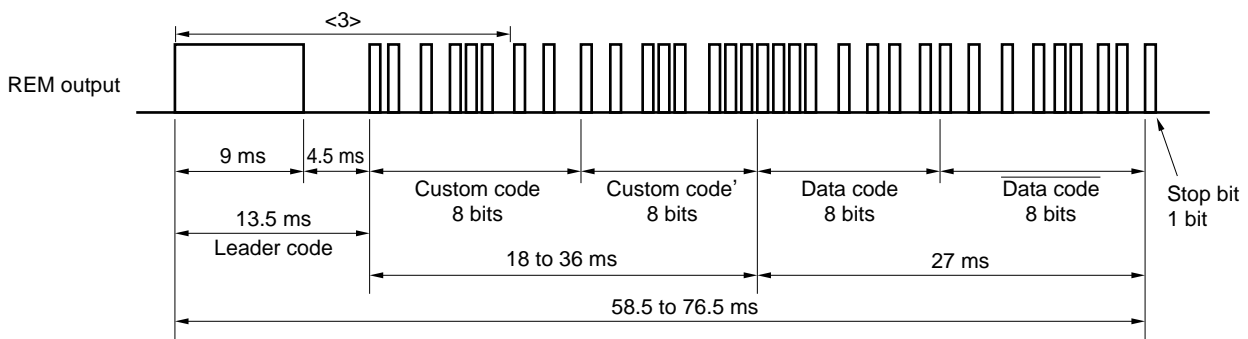 <3>
REM output
9 ms
4.5 ms
Custom code
8 bits
Custom code’
8 bits
Data code
8 bits
Data code
8 bits
Stop bit
1 bit
13.5 ms
Leader code
18 to 36 ms
27 ms
58.5 to 76.5 ms